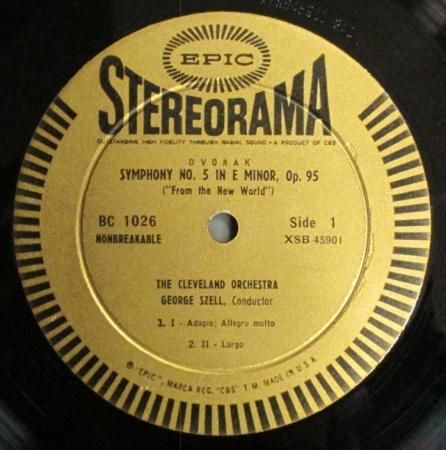 EPIC
STEREORAMA
OUTSTANDING HIGH FIDELITY THROUGH RADIAL SOUND • A PRODUCT OF CBS
DVORAK
SYMPHONY NO. 5 IN E MINOR, Op. 95
("From the New World")
BC 1026
NONBREAKABLE
Side 1
XSB 45901
THE CLEVELAND ORCHESTRA
GEORGE SZELL, Conductor
1. I - Adagio; Allegro molto
2. II - Largo
® "EPIC", MARCA REG. "CBS" T. M. MADE IN U.S.A.